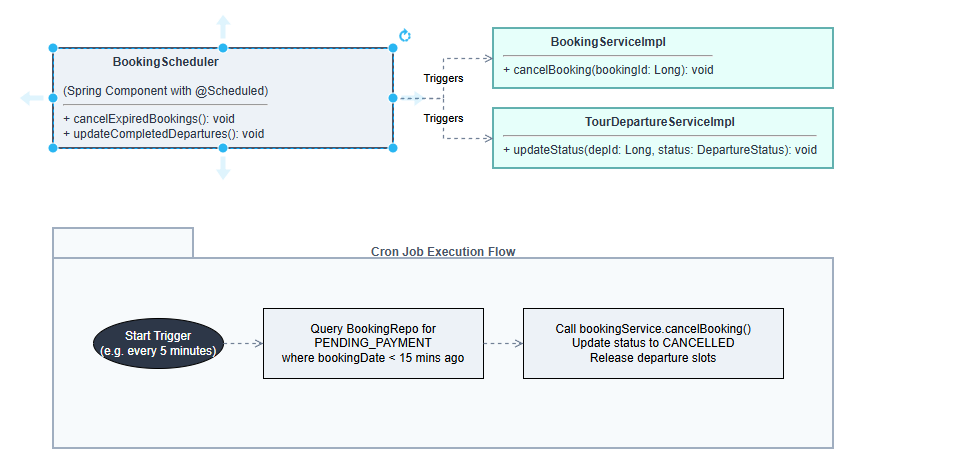 BookingScheduler
(Spring Component with @Scheduled)
+ cancelExpiredBookings(): void
+ updateCompletedDepartures(): void
Triggers
Triggers
BookingServiceImpl
+ cancelBooking(bookingId: Long): void
TourDepartureServiceImpl
+ updateStatus(depId: Long, status: DepartureStatus): void
Cron Job Execution Flow
Start Trigger
(e.g. every 5 minutes)
Query BookingRepo for
PENDING_PAYMENT
where bookingDate < 15 mins ago
Call bookingService.cancelBooking()
Update status to CANCELLED
Release departure slots